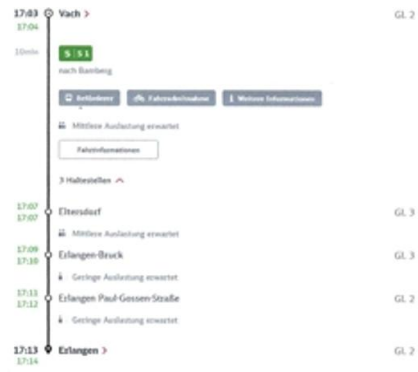 17:03 Vach > Gl. 2
17:04
10min S S1
nach Bamberg
Fahrradmitnahme Weitere Informationen
Mittlere Auslastung erwartet
Fahrtinformationen
3 Haltestellen
17:07 Eltersdorf Gl. 3
17:07
Mittlere Auslastung erwartet
17:09 Erlangen-Bruck Gl. 3
17:10
Geringe Auslastung erwartet
17:11 Erlangen Paul-Gossen-Straße Gl. 2
17:12
Geringe Auslastung erwartet
17:13 Erlangen > Gl. 2
17:14